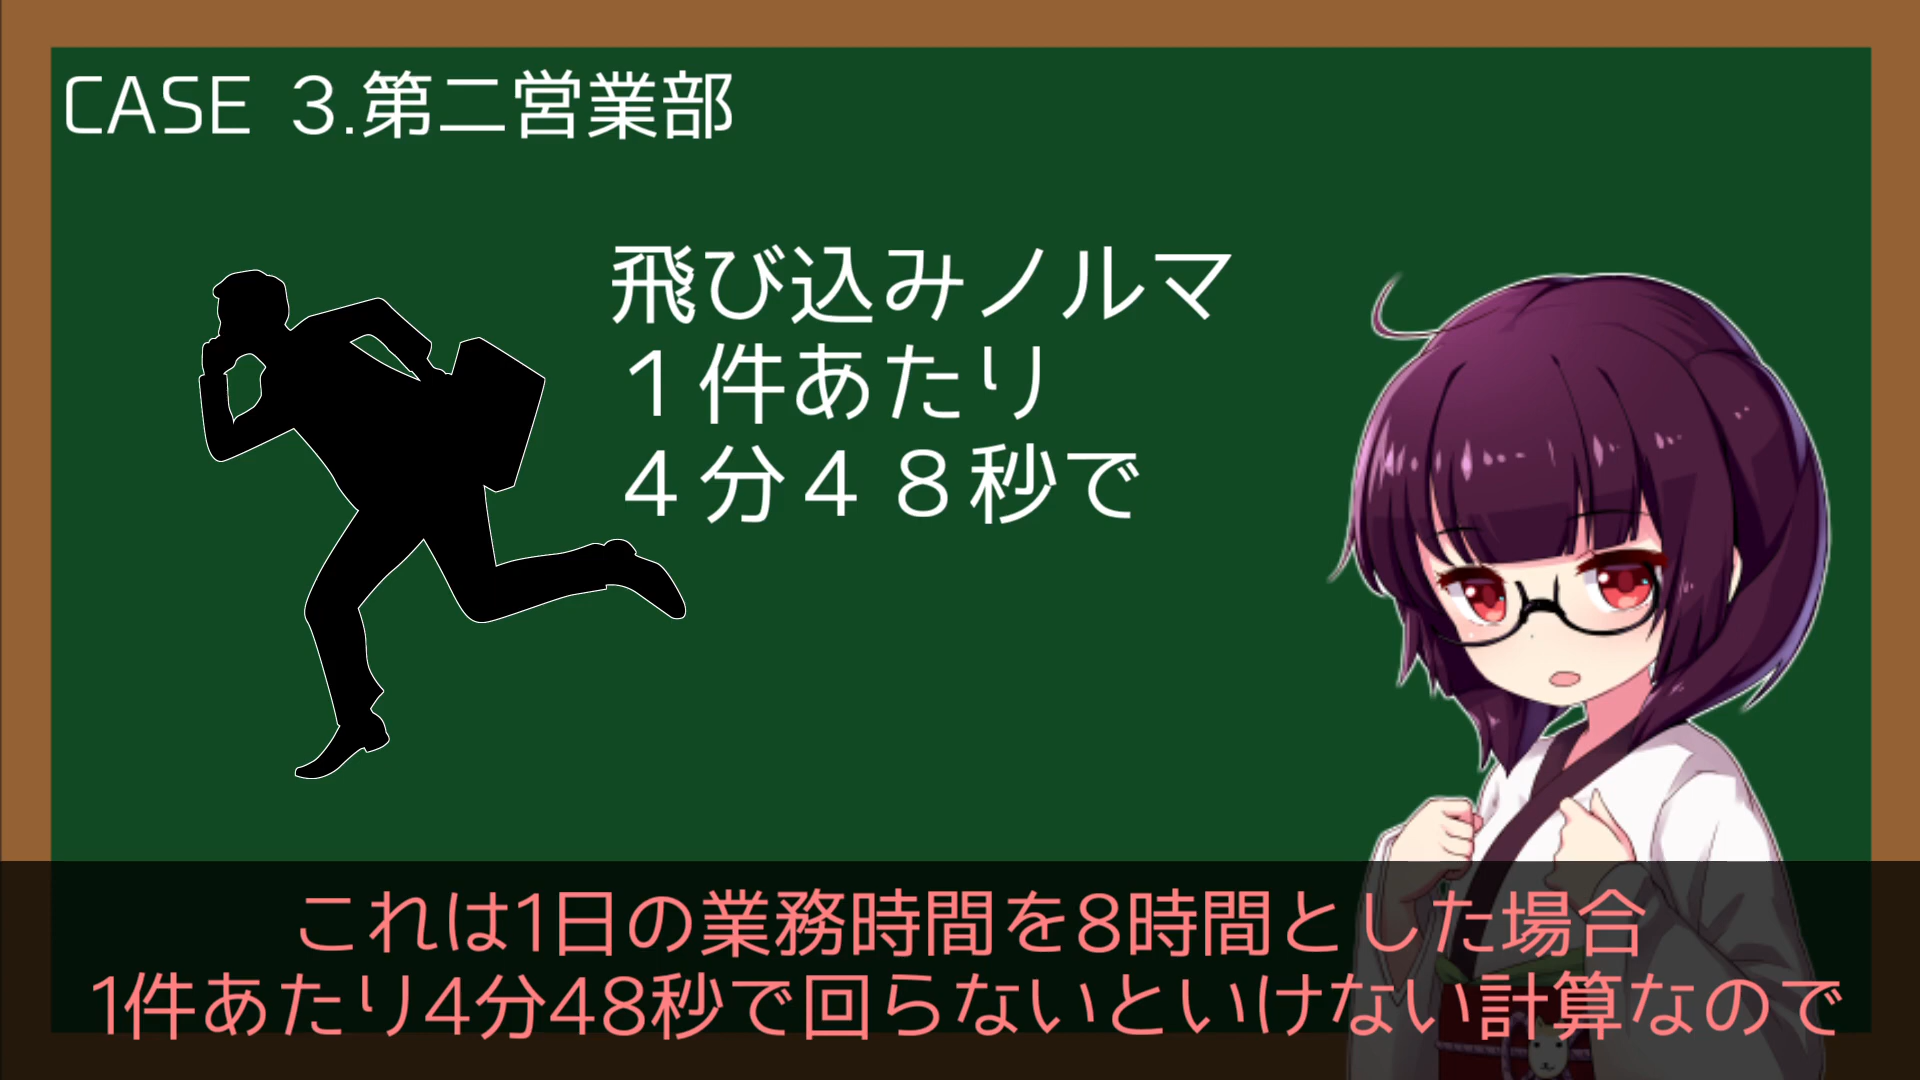 CASE 3.第二営業部
飛び込みノルマ
１件あたり
４分４８秒で
これは1日の業務時間を8時間とした場合
1件あたり4分48秒で回らないといけない計算なので